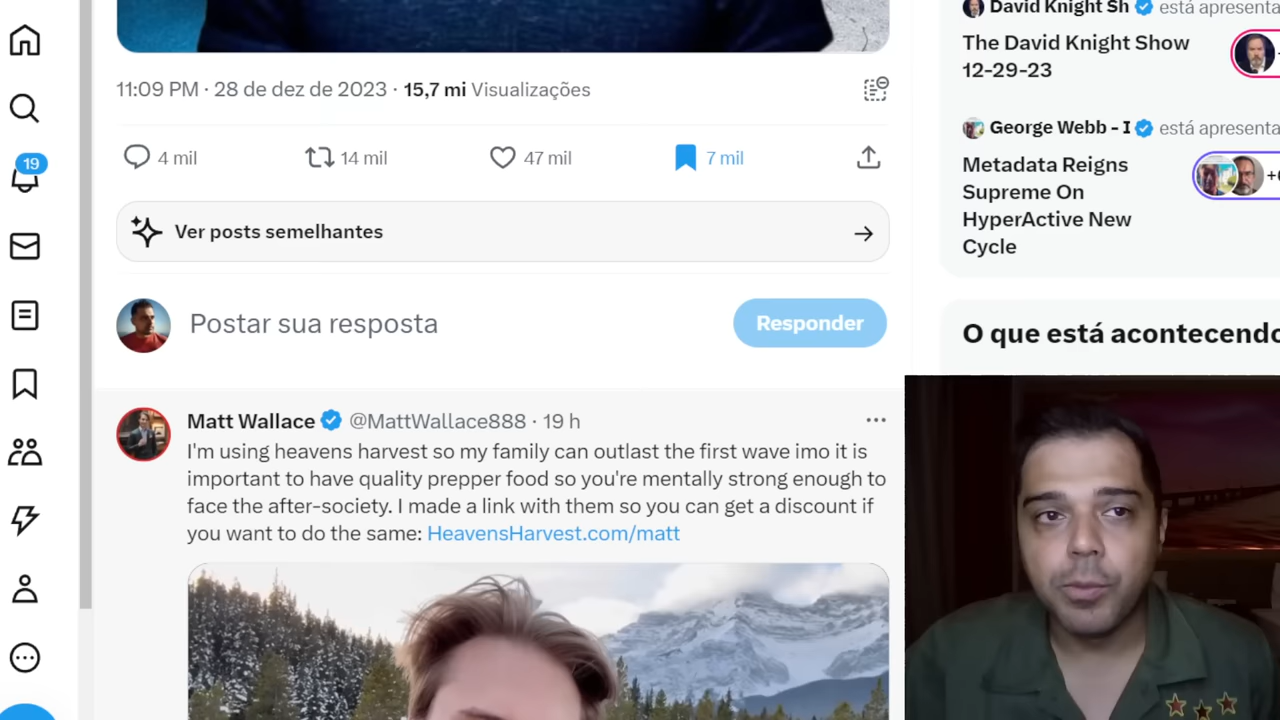 David Knight Sh está apresenta
The David Knight Show
12-29-23
11:09 PM · 28 de dez de 2023 · 15,7 mi Visualizações
George Webb - I está apresenta
4 mil 14 mil 47 mil 7 mil
19
Metadata Reigns
Supreme On
HyperActive New
Cycle
+
Ver posts semelhantes
Postar sua resposta Responder
O que está acontecendo
Matt Wallace @MattWallace888 · 19 h
I'm using heavens harvest so my family can outlast the first wave imo it is
important to have quality prepper food so you're mentally strong enough to
face the after-society. I made a link with them so you can get a discount if
you want to do the same: HeavensHarvest.com/matt